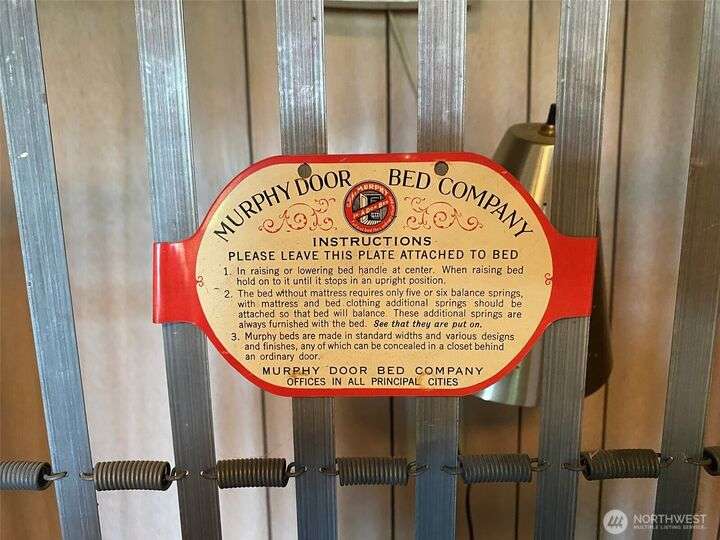 MURPHY DOOR BED COMPANY
MURPHY
INSTRUCTIONS
PLEASE LEAVE THIS PLATE ATTACHED TO BED
1. In raising or lowering bed handle at center. When raising bed
hold on to it until it stops in an upright position.
2. The bed without mattress requires only five or six balance springs,
with mattress and bed clothing additional springs should be
attached so that bed will balance. These additional springs are
always furnished with the bed. See that they are put on.
3. Murphy beds are made in standard widths and various designs
and finishes, any of which can be concealed in a closet behind
an ordinary door.
MURPHY DOOR BED COMPANY
OFFICES IN ALL PRINCIPAL CITIES
NORTHWEST
MULTIPLE LISTING SERVICE